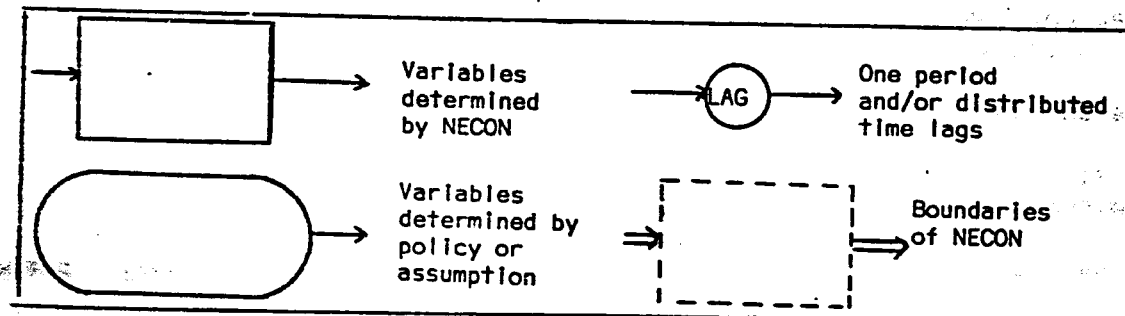 Variables
determined
by NECON
LAG
One period
and/or distributed
time lags
Variables
determined by
policy or
assumption
Boundaries
of NECON